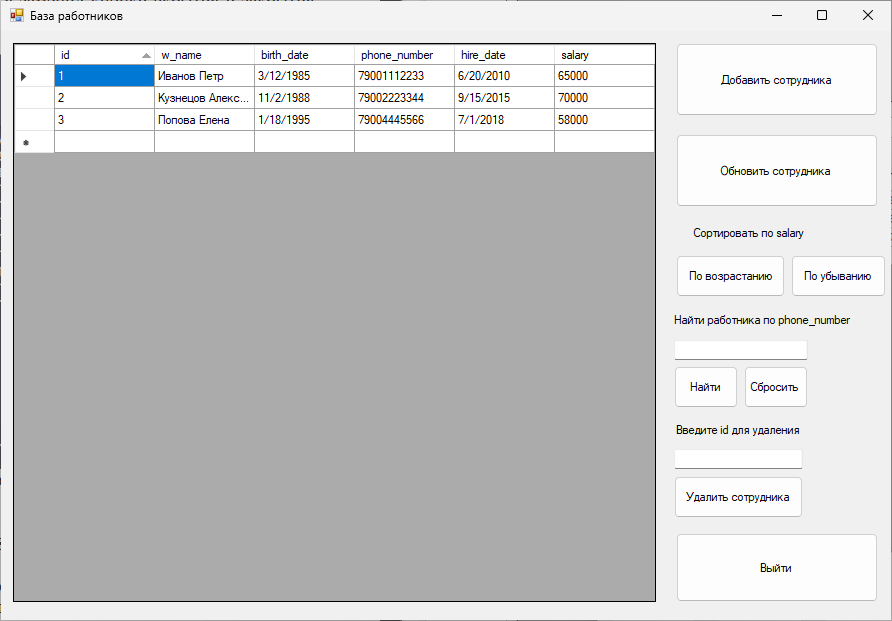 База работников
id w_name birth_date phone_number hire_date salary
1 Иванов Петр 3/12/1985 79001112233 6/20/2010 65000
2 Кузнецов Алекс... 11/2/1988 79002223344 9/15/2015 70000
3 Попова Елена 1/18/1995 79004445566 7/1/2018 58000
Добавить сотрудника
Обновить сотрудника
Сортировать по salary
По возрастанию По убыванию
Найти работника по phone_number
Найти Сбросить
Введите id для удаления
Удалить сотрудника
Выйти